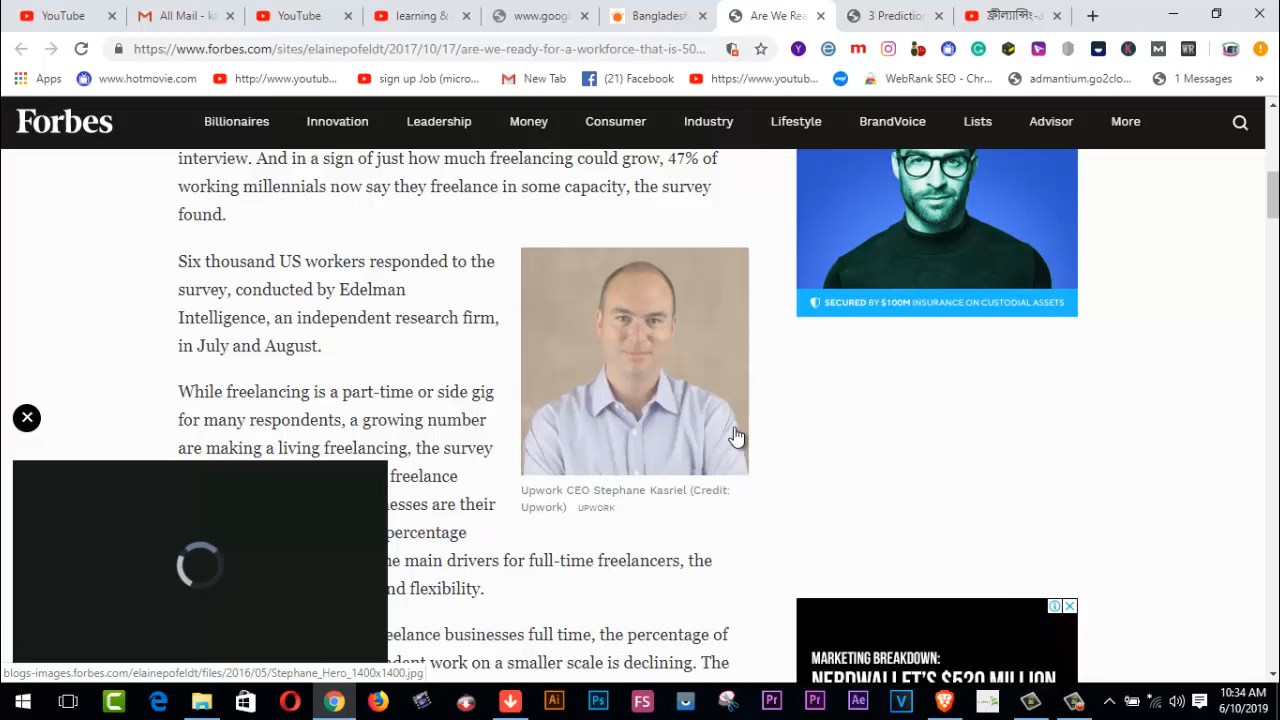 YouTube
All Mail - ka
YouTube
learning &
www.goog
Bangladesh
Are We Rea
3 Prediction
ফ্রীল্যান্সিং-এ
https://www.forbes.com/sites/elainepofeldt/2017/10/17/are-we-ready-for-a-workforce-that-is-50...
Apps
www.hotmovie.com
http://www.youtub...
sign up Job (micro...
New Tab
(21) Facebook
https://www.youtub...
WebRank SEO - Chr...
admantium.go2clo...
1 Messages
»
Forbes
Billionaires
Innovation
Leadership
Money
Consumer
Industry
Lifestyle
BrandVoice
Lists
Advisor
More
interview. And in a sign of just how much freelancing could grow, 47% of
working millennials now say they freelance in some capacity, the survey
found.
Six thousand US workers responded to the
survey, conducted by Edelman
Intelligence, an independent research firm,
in July and August.
While freelancing is a part-time or side gig
for many respondents, a growing number
are making a living freelancing, the survey
freelance
esses are their
percentage
e main drivers for full-time freelancers, the
nd flexibility.
eelance businesses full time, the percentage of
dent work on a smaller scale is declining. The
Upwork CEO Stephane Kasriel (Credit:
Upwork) UPWORK
SECURED BY $100M INSURANCE ON CUSTODIAL ASSETS
MARKETING BREAKDOWN:
NERDWALLET'S $520 MILLION
blogs-images.forbes.com/elainepofeldt/files/2016/05/Stephane_Hero_1400x1400.jpg
10:34 AM
6/10/2019